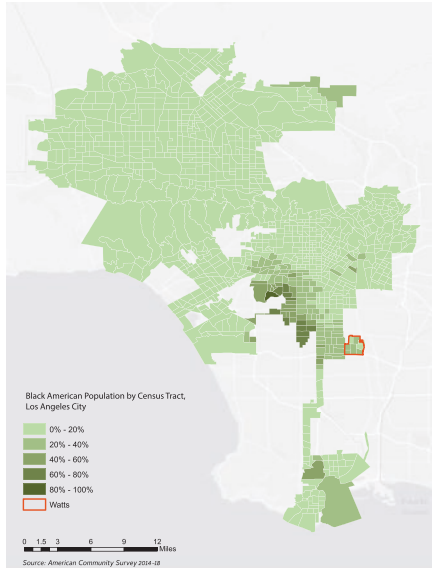 Black American Population by Census Tract,
Los Angeles City
0% - 20%
20% - 40%
40% - 60%
60% - 80%
80% - 100%
Watts
0 1.5 3 6 9 12
Miles
Source: American Community Survey 2014-18